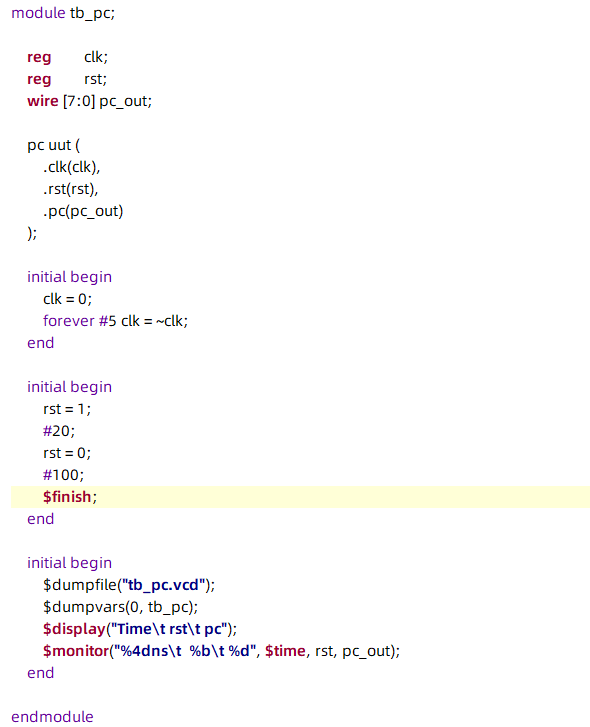 module tb_pc;
reg clk;
reg rst;
wire [7:0] pc_out;
pc uut (
.clk(clk),
.rst(rst),
.pc(pc_out)
);
initial begin
clk = 0;
forever #5 clk = ~clk;
end
initial begin
rst = 1;
#20;
rst = 0;
#100;
$finish;
end
initial begin
$dumpfile("tb_pc.vcd");
$dumpvars(0, tb_pc);
$display("Time\t rst\t pc");
$monitor("%4dns\t  %b\t %d", $time, rst, pc_out);
end
endmodule